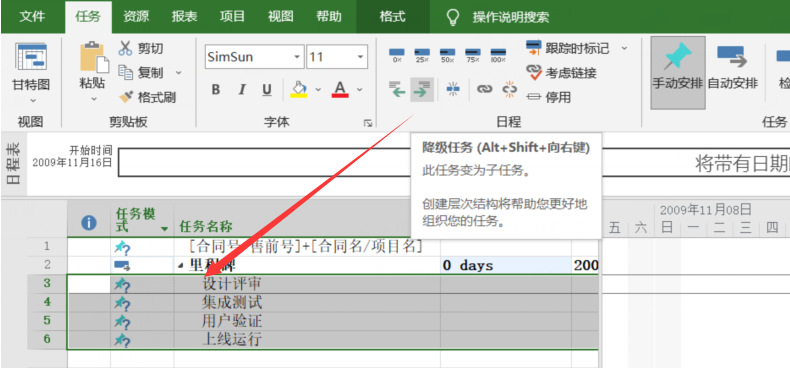 文件 任务 资源 报表 项目 视图 帮助 格式 操作说明搜索
甘特图
视图
粘贴
剪切
复制
格式刷
剪贴板
SimSun 11
B I U A
字体
0× 25× 50× 75× 100×
跟踪时标记
考虑链接
停用
日程
手动安排 自动安排 检
任务
日程表
开始时间
2009年11月16日
将带有日期的
降级任务 (Alt+Shift+向右键)
此任务变为子任务。
创建层次结构将帮助您更好地
组织您的任务。
任务模
式
任务名称
2009年11月08日
五 六 日 一 二 三 四
1 [合同号 售前号]+[合同名/项目名]
2 里程碑 0 days 200
3 设计评审
4 集成测试
5 用户验证
6 上线运行